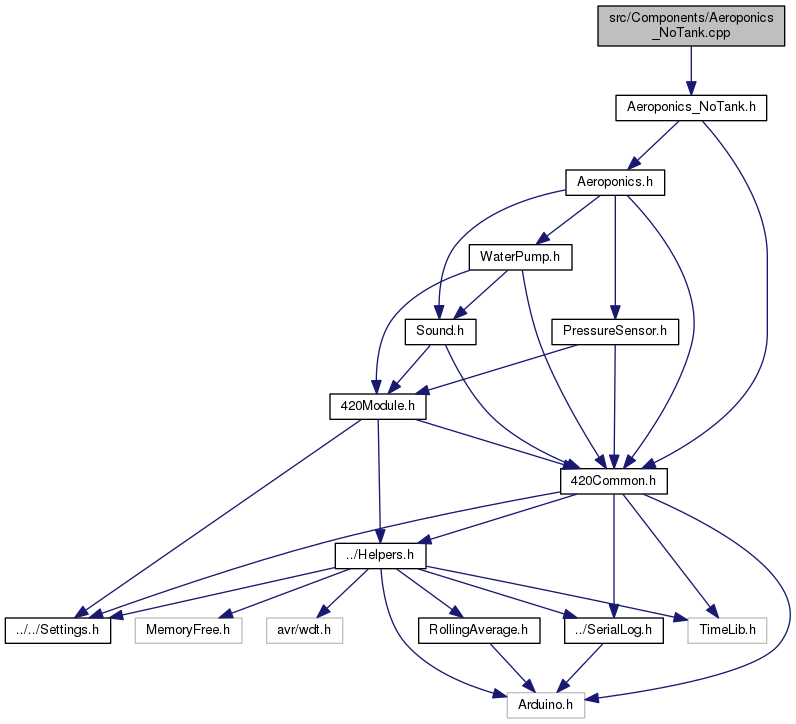 src/Components/Aeroponics
_NoTank.cpp
Aeroponics_NoTank.h
Aeroponics.h
WaterPump.h
Sound.h
PressureSensor.h
420Module.h
420Common.h
../Helpers.h
../../Settings.h
MemoryFree.h
avr/wdt.h
RollingAverage.h
../SerialLog.h
TimeLib.h
Arduino.h